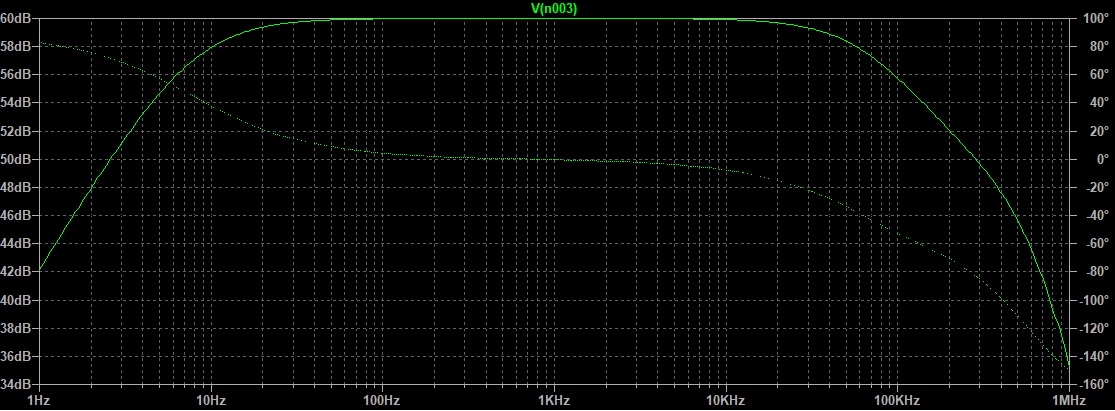 V(n003)
60dB 100°
58dB 80°
56dB 60°
54dB 40°
52dB 20°
50dB 0°
48dB -20°
46dB -40°
44dB -60°
42dB -80°
40dB -100°
38dB -120°
36dB -140°
34dB -160°
1Hz 10Hz 100Hz 1KHz 10KHz 100KHz 1MHz